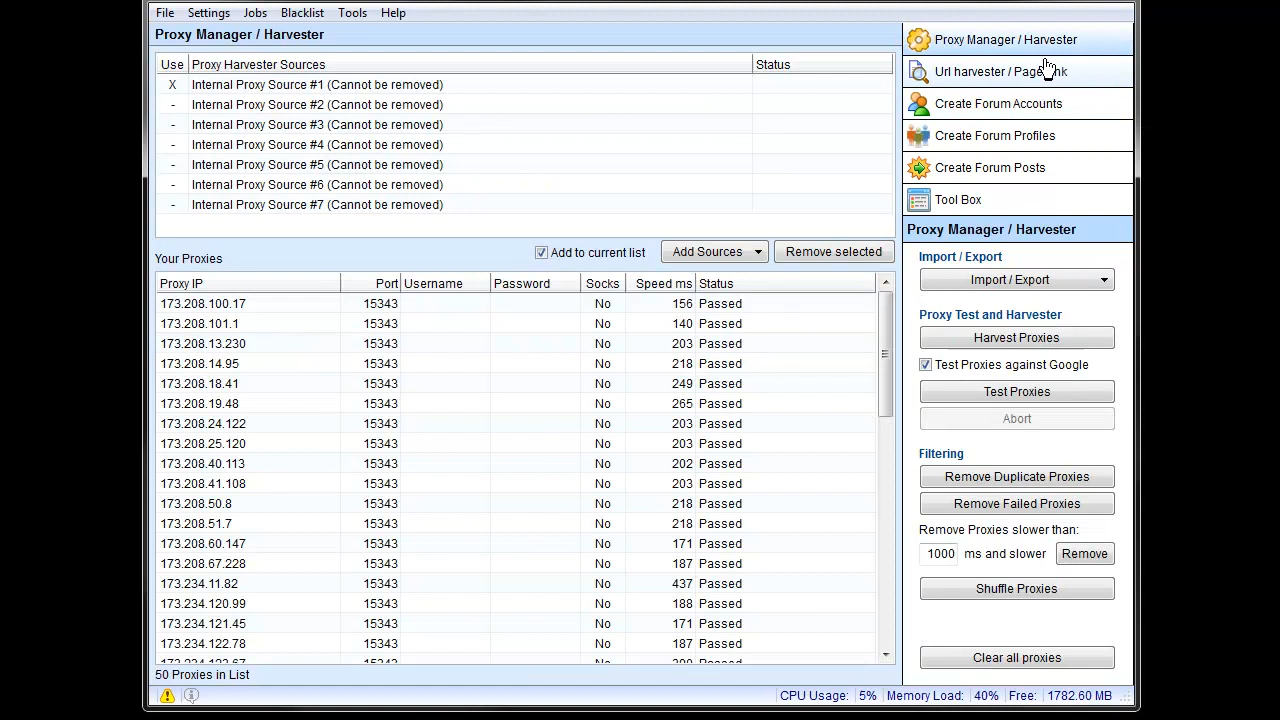 File Settings Jobs Blacklist Tools Help
Proxy Manager / Harvester
Use Proxy Harvester Sources Status
X Internal Proxy Source #1 (Cannot be removed)
- Internal Proxy Source #2 (Cannot be removed)
- Internal Proxy Source #3 (Cannot be removed)
- Internal Proxy Source #4 (Cannot be removed)
- Internal Proxy Source #5 (Cannot be removed)
- Internal Proxy Source #6 (Cannot be removed)
- Internal Proxy Source #7 (Cannot be removed)
Your Proxies Add to current list Add Sources Remove selected
Proxy IP Port Username Password Socks Speed ms Status
173.208.100.17 15343 No 156 Passed
173.208.101.1 15343 No 140 Passed
173.208.13.230 15343 No 203 Passed
173.208.14.95 15343 No 218 Passed
173.208.18.41 15343 No 249 Passed
173.208.19.48 15343 No 265 Passed
173.208.24.122 15343 No 203 Passed
173.208.25.120 15343 No 203 Passed
173.208.40.113 15343 No 202 Passed
173.208.41.108 15343 No 203 Passed
173.208.50.8 15343 No 218 Passed
173.208.51.7 15343 No 218 Passed
173.208.60.147 15343 No 171 Passed
173.208.67.228 15343 No 187 Passed
173.234.11.82 15343 No 437 Passed
173.234.120.99 15343 No 188 Passed
173.234.121.45 15343 No 171 Passed
173.234.122.78 15343 No 187 Passed
50 Proxies in List
Proxy Manager / Harvester
Url harvester /
Create Forum Accounts
Create Forum Profiles
Create Forum Posts
Tool Box
Proxy Manager / Harvester
Import / Export
Import / Export
Proxy Test and Harvester
Harvest Proxies
Test Proxies against Google
Test Proxies
Abort
Filtering
Remove Duplicate Proxies
Remove Failed Proxies
Remove Proxies slower than:
1000 ms and slower Remove
Shuffle Proxies
Clear all proxies
CPU Usage: 5% Memory Load: 40% Free: 1782.60 MB